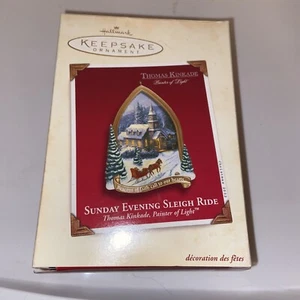 Hallmark
KEEPSAKE
ORNAMENT
THOMAS KINKADE
Painter of Light™
SUNDAY EVENING SLEIGH RIDE
Thomas Kinkade, Painter of Light™
décoration des fêtes